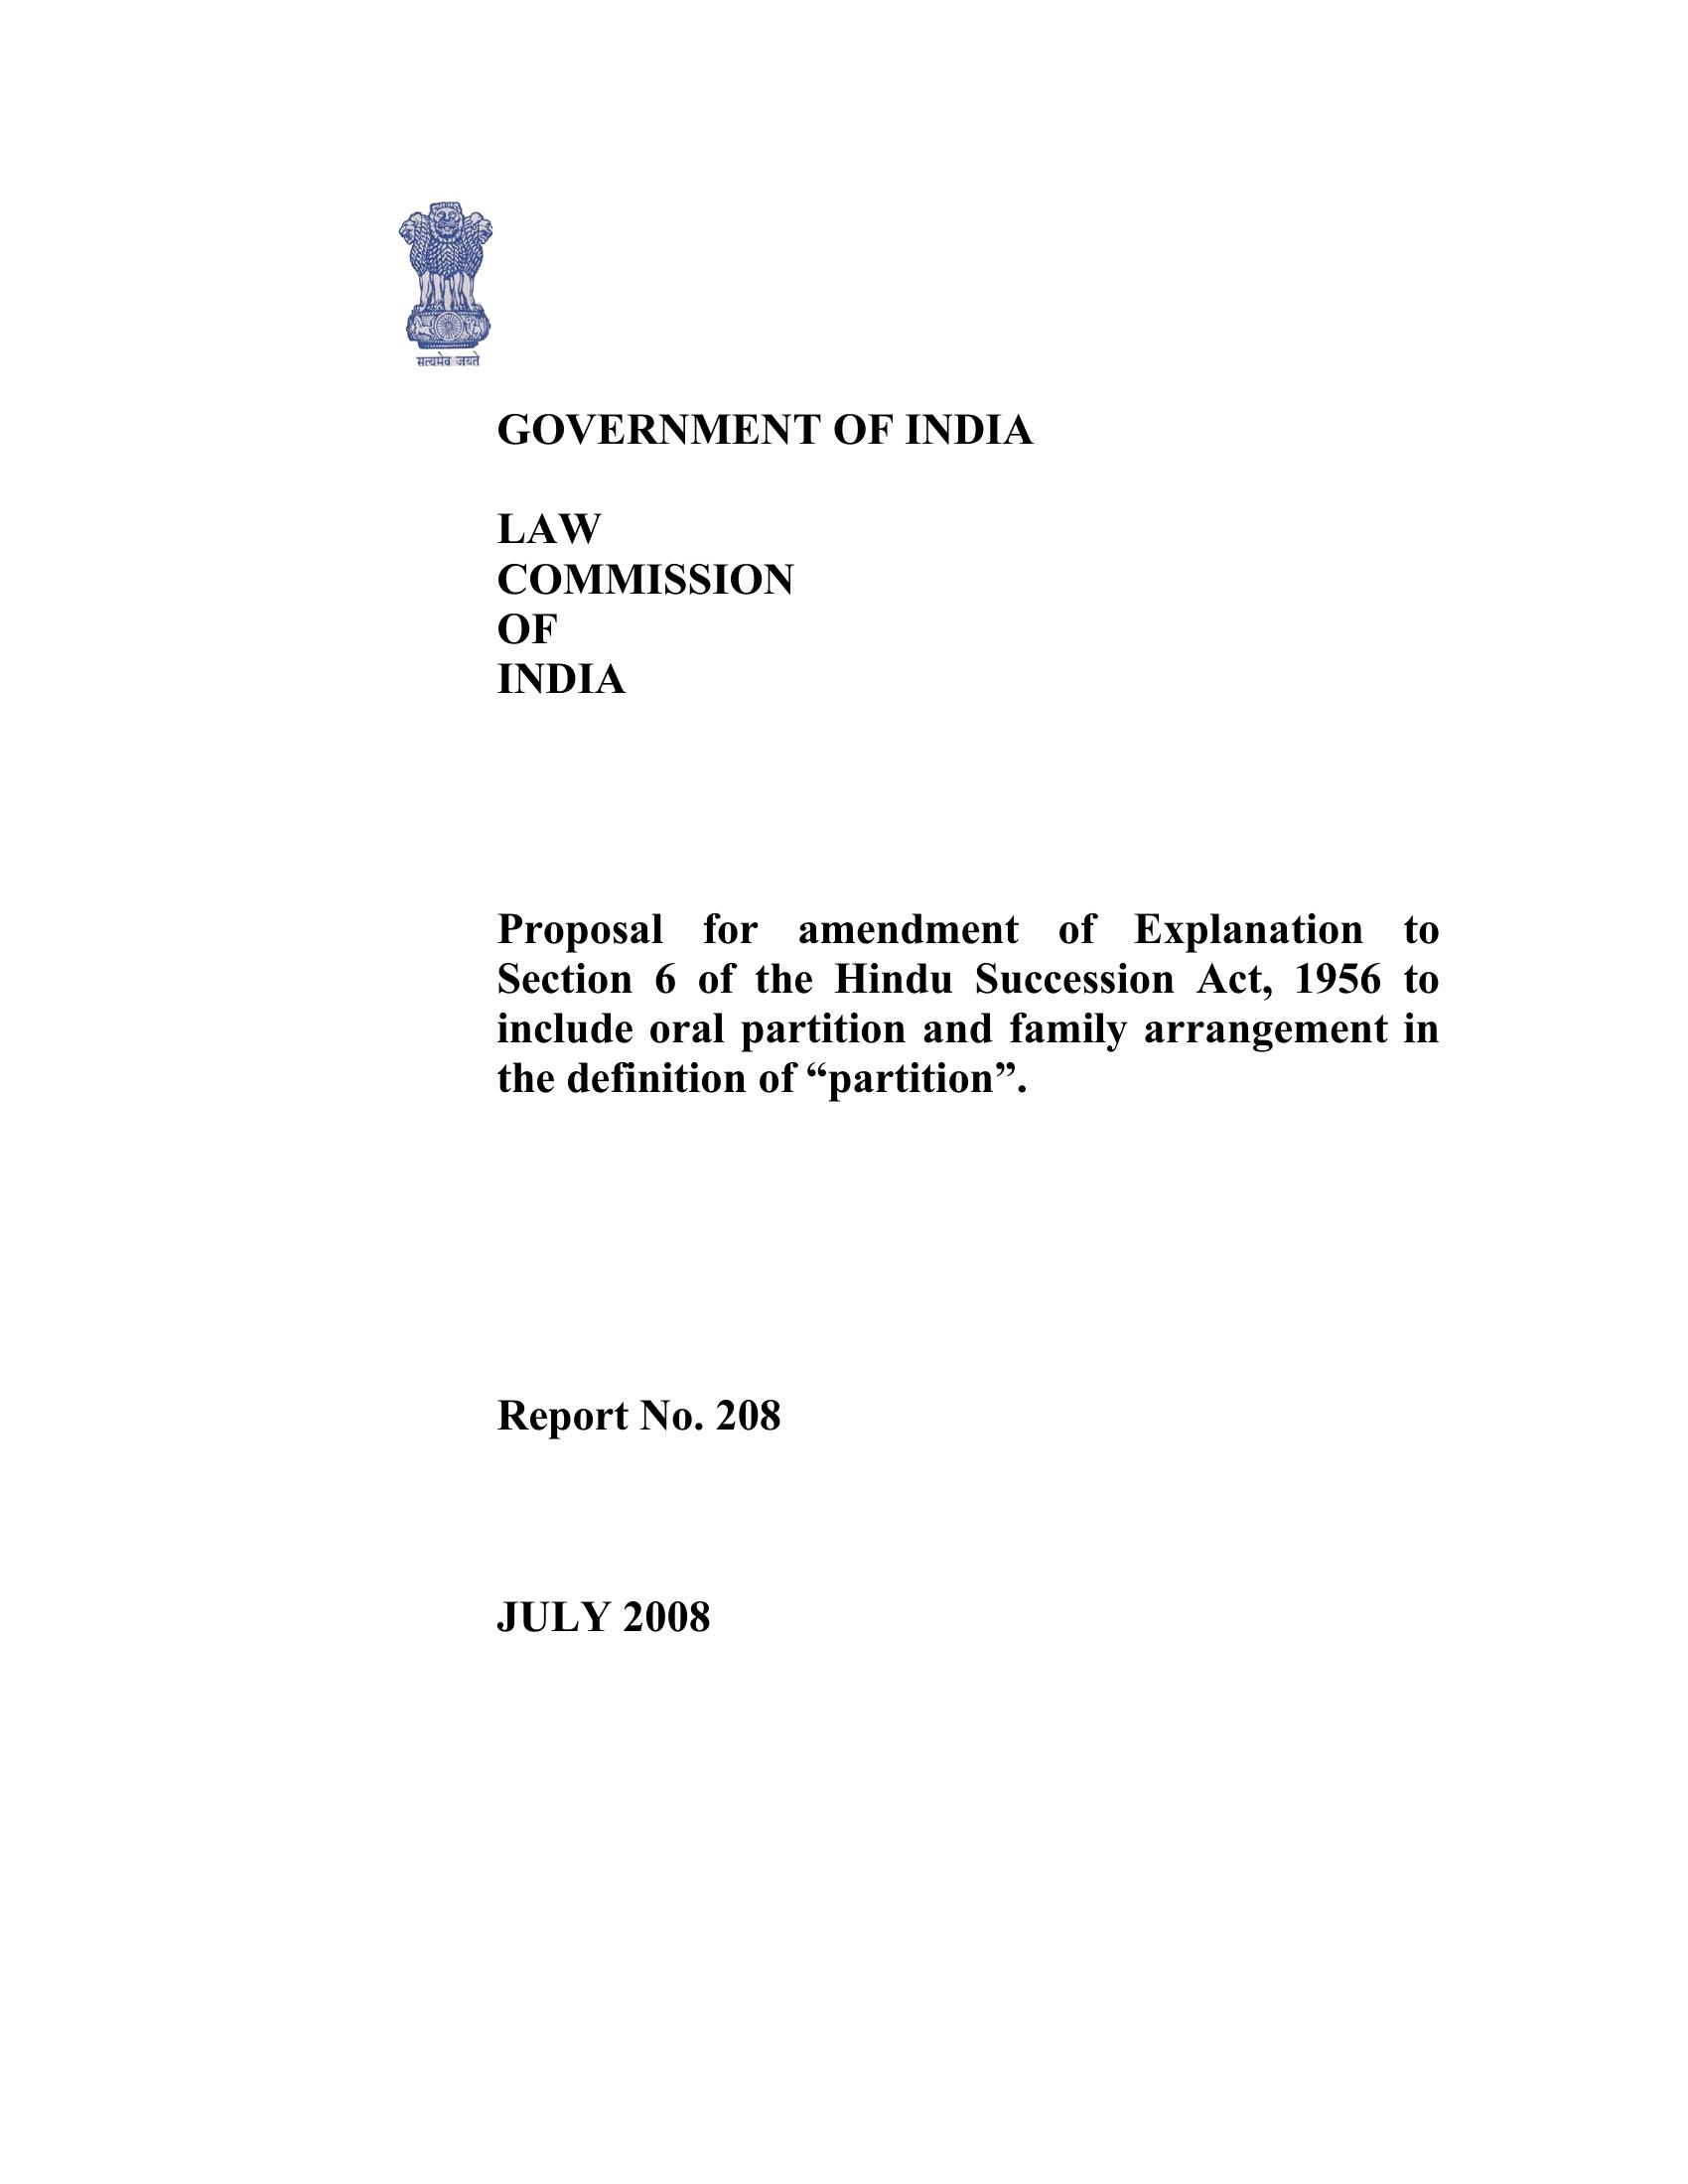 सत्यमेव जयते
GOVERNMENT OF INDIA
LAW
COMMISSION
OF
INDIA
Proposal for amendment of Explanation to
Section 6 of the Hindu Succession Act, 1956 to
include oral partition and family arrangement in
the definition of “partition”.
Report No. 208
JULY 2008